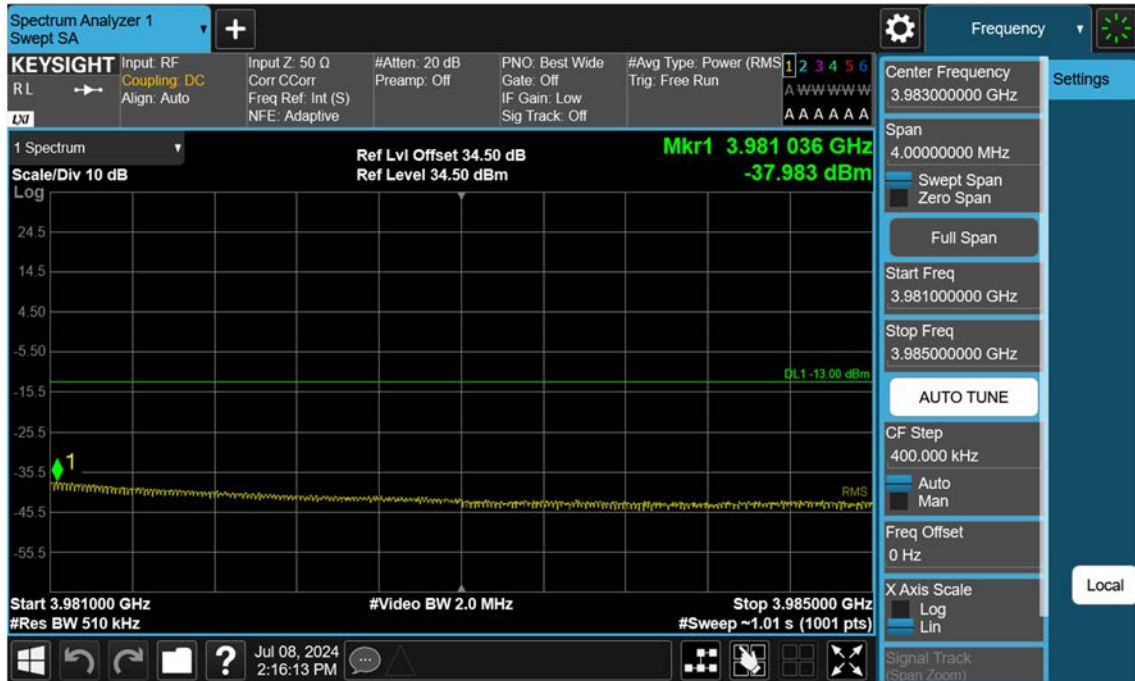 Spectrum Analyzer 1
Swept SA
+
Frequency
KEYSIGHT
R L
LXI
Input: RF
Coupling: DC
Align: Auto
Input Z: 50 Ω
Corr CCorr
Freq Ref: Int (S)
NFE: Adaptive
#Atten: 20 dB
Preamp: Off
PNO: Best Wide
Gate: Off
IF Gain: Low
Sig Track: Off
#Avg Type: Power (RMS
Trig: Free Run
1 2 3 4 5 6
A W W W W W
A A A A A A
1 Spectrum
Scale/Div 10 dB
Log
Ref Lvl Offset 34.50 dB
Ref Level 34.50 dBm
Mkr1 3.981 036 GHz
-37.983 dBm
24.5
14.5
4.50
-5.50
DL1 -13.00 dBm
-15.5
-25.5
1
-35.5
RMS
-45.5
-55.5
Start 3.981000 GHz
#Res BW 510 kHz
#Video BW 2.0 MHz
Stop 3.985000 GHz
#Sweep ~1.01 s (1001 pts)
?
Jul 08, 2024
2:16:13 PM
Center Frequency
3.983000000 GHz
Span
4.00000000 MHz
Swept Span
Zero Span
Full Span
Start Freq
3.981000000 GHz
Stop Freq
3.985000000 GHz
AUTO TUNE
CF Step
400.000 kHz
Auto
Man
Freq Offset
0 Hz
X Axis Scale
Log
Lin
Signal Track
(Span Zoom)
Settings
Local